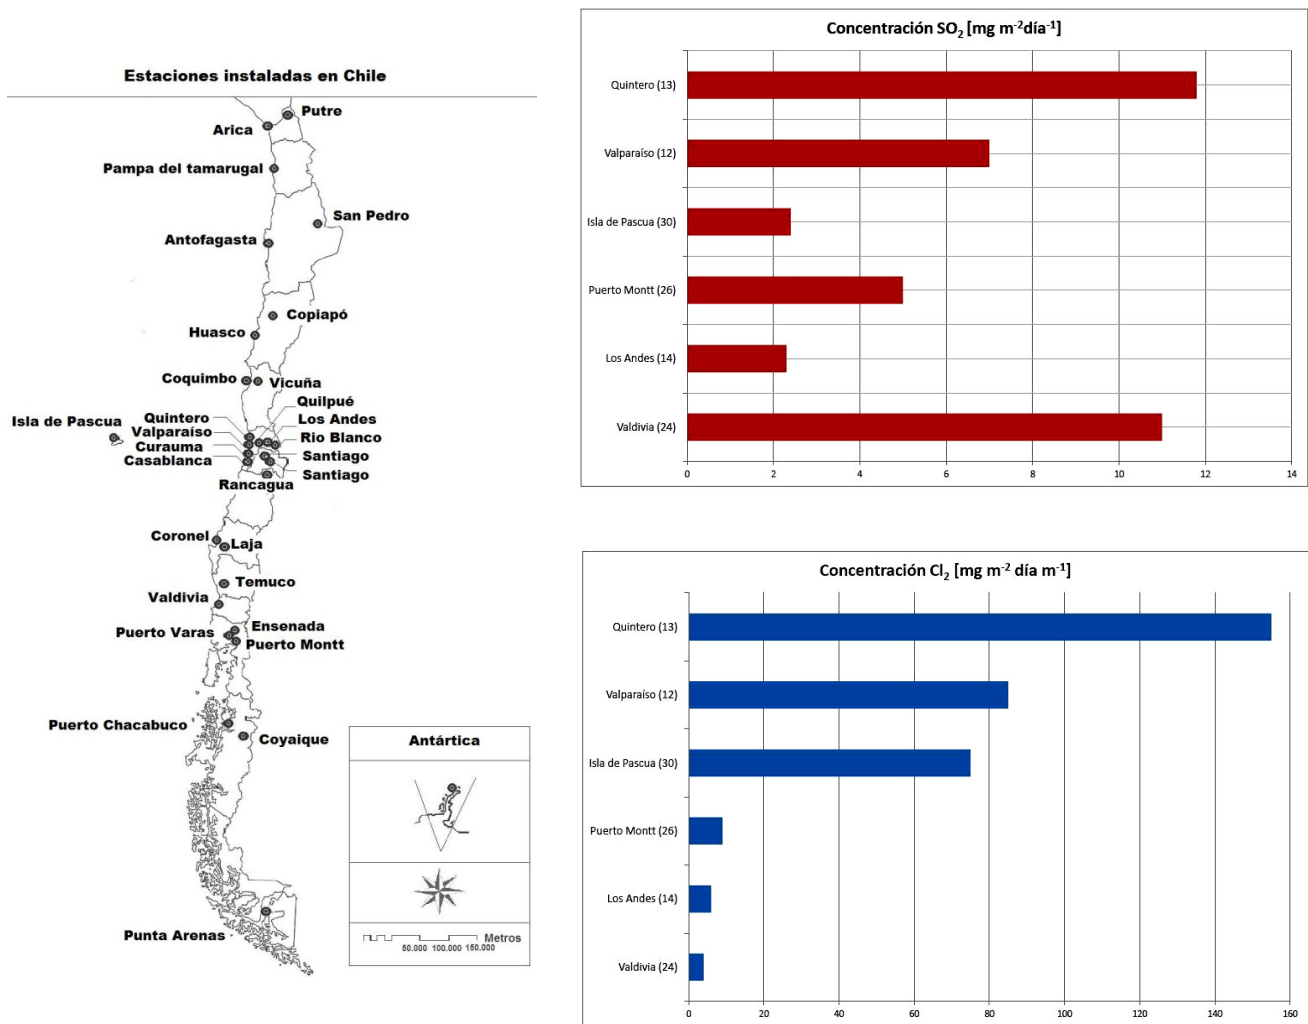 Estaciones instaladas en Chile
Putre
Arica
Pampa del tamarugal
San Pedro
Antofagasta
Copiapó
Huasco
Coquimbo
Vicuña
Quilpué
Isla de Pascua
Quintero
Los Andes
Valparaíso
Rio Blanco
Curauma
Santiago
Casablanca
Santiago
Rancagua
Coronel
Laja
Temuco
Valdivia
Ensenada
Puerto Varas
Puerto Montt
Puerto Chacabuco
Coyaique
Punta Arenas
Antártica
Metros
50.000 100.000 150.000
Concentración SO₂ [mg m⁻²día⁻¹]
Quintero (13)
Valparaíso (12)
Isla de Pascua (30)
Puerto Montt (26)
Los Andes (14)
Valdivia (24)
0 2 4 6 8 10 12 14
Concentración Cl₂ [mg m⁻² día m⁻¹]
Quintero (13)
Valparaíso (12)
Isla de Pascua (30)
Puerto Montt (26)
Los Andes (14)
Valdivia (24)
0 20 40 60 80 100 120 140 160